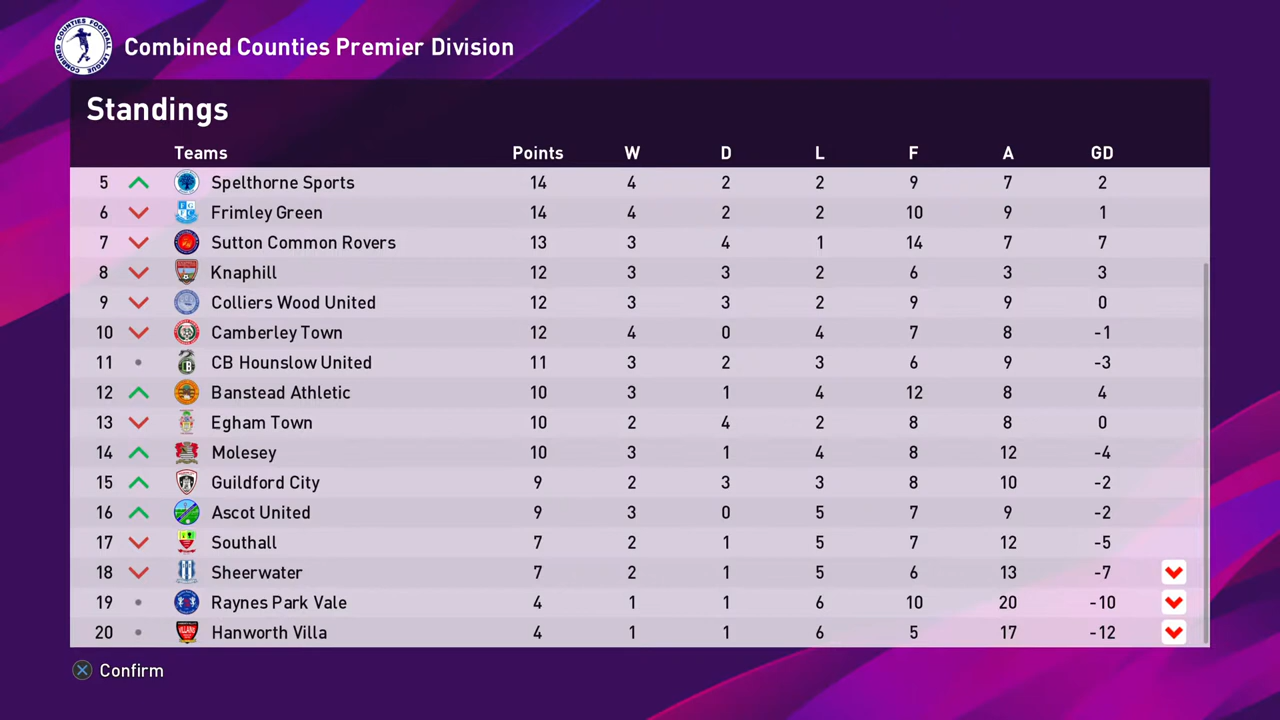 COMBINED COUNTIES FOOTBALL LEAGUE
Combined Counties Premier Division
Standings
Teams Points W D L F A GD
5 Spelthorne Sports 14 4 2 2 9 7 2
6 Frimley Green 14 4 2 2 10 9 1
7 Sutton Common Rovers 13 3 4 1 14 7 7
8 Knaphill 12 3 3 2 6 3 3
9 Colliers Wood United 12 3 3 2 9 9 0
10 Camberley Town 12 4 0 4 7 8 -1
11 CB Hounslow United 11 3 2 3 6 9 -3
12 Banstead Athletic 10 3 1 4 12 8 4
13 Egham Town 10 2 4 2 8 8 0
14 Molesey 10 3 1 4 8 12 -4
15 Guildford City 9 2 3 3 8 10 -2
16 Ascot United 9 3 0 5 7 9 -2
17 Southall 7 2 1 5 7 12 -5
18 Sheerwater 7 2 1 5 6 13 -7
19 Raynes Park Vale 4 1 1 6 10 20 -10
20 Hanworth Villa 4 1 1 6 5 17 -12
Confirm